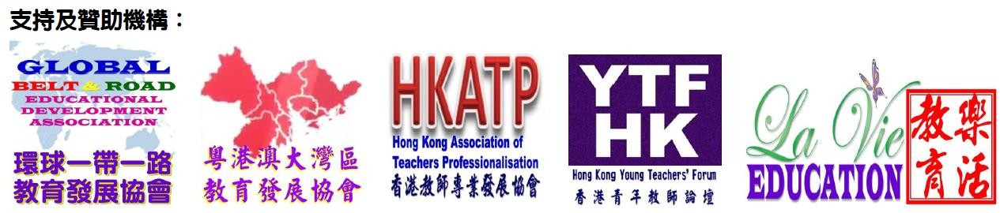 支持及贊助機構：
GLOBAL
BELT & ROAD
EDUCATIONAL
DEVELOPMENT
ASSOCIATION
環球一帶一路
教育發展協會
粵港澳大灣區
教育發展協會
HKATP
Hong Kong Association of
Teachers Professionalisation
香港教師專業發展協會
YTF
HK
Hong Kong Young Teachers' Forum
香港青年教師論壇
La Vie
EDUCATION
樂活
教育